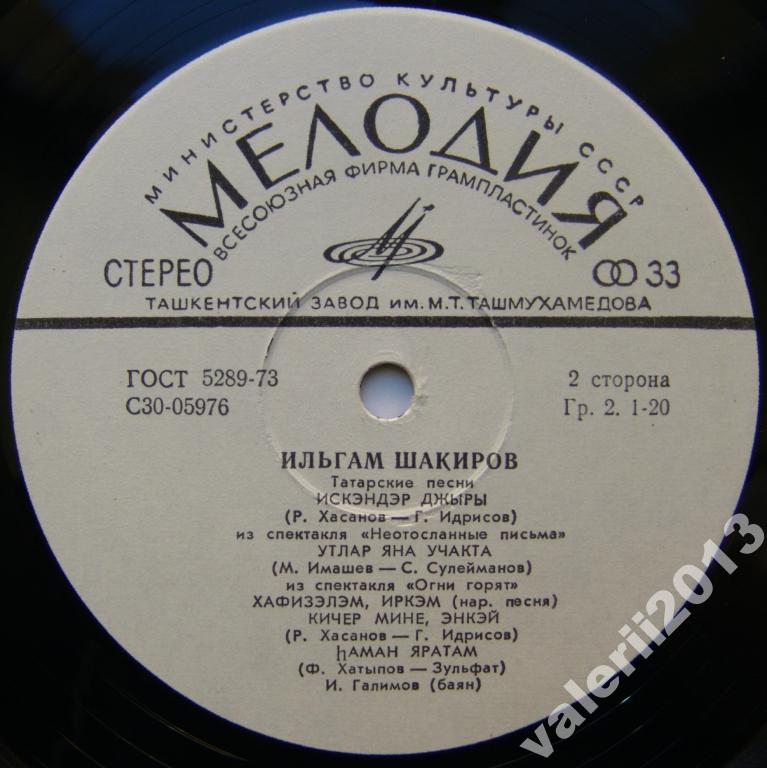 МИНИСТЕРСТВО КУЛЬТУРЫ СССР
МЕЛОДИЯ
ВСЕСОЮЗНАЯ ФИРМА ГРАМПЛАСТИНОК
СТЕРЕО 33
ТАШКЕНТСКИЙ ЗАВОД ИМ. М.Т. ТАШМУХАМЕДОВА
ГОСТ 5289-73 2 сторона
С30-05976 Гр. 2. 1-20
ИЛЬГАМ ШАКИРОВ
Татарские песни
ИСКЭНДЭР ДЖЫРЫ
(Р. Хасанов — Г. Идрисов)
из спектакля «Неотосланные письма»
УТЛАР ЯНА УЧАКТА
(М. Имашев — С. Сулейманов)
из спектакля «Огни горят»
ХАФИЗЭЛЭМ, ИРКЭМ (нар. песня)
КИЧЕР МИНЕ, ЭНКЭЙ
(Р. Хасанов — Г. Идрисов)
ҺАМАН ЯРАТАМ
(Ф. Хатыпов — Зульфат)
И. Галимов (баян)
valerii2013